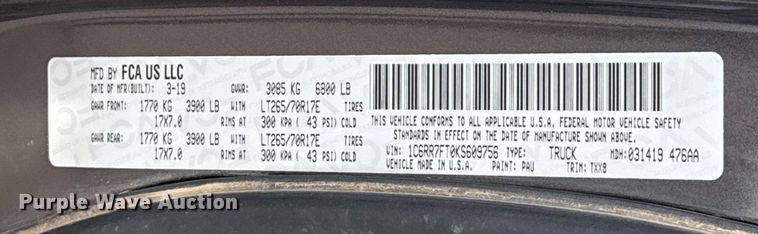 MFD BY FCA US LLC
DATE OF MFR(BUILT): 3-19 GVWR: 3085 KG 6800 LB
GAWR FRONT: 1770 KG 3900 LB WITH LT265/70R17E TIRES
17X7.0 RIMS AT 300 KPA ( 43 PSI) COLD
GAWR REAR: 1770 KG 3900 LB WITH LT265/70R17E TIRES
17X7.0 RIMS AT 300 KPA ( 43 PSI) COLD
THIS VEHICLE CONFORMS TO ALL APPLICABLE U.S.A. FEDERAL MOTOR VEHICLE SAFETY
STANDARDS IN EFFECT ON THE DATE OF MANUFACTURE SHOWN ABOVE.
VIN: 1C6RR7FT0KS609756 TYPE: TRUCK MDH: 031419 476AA
VEHICLE MADE IN U.S.A. PAINT: PAU TRIM: TXX8
Purple Wave Auction